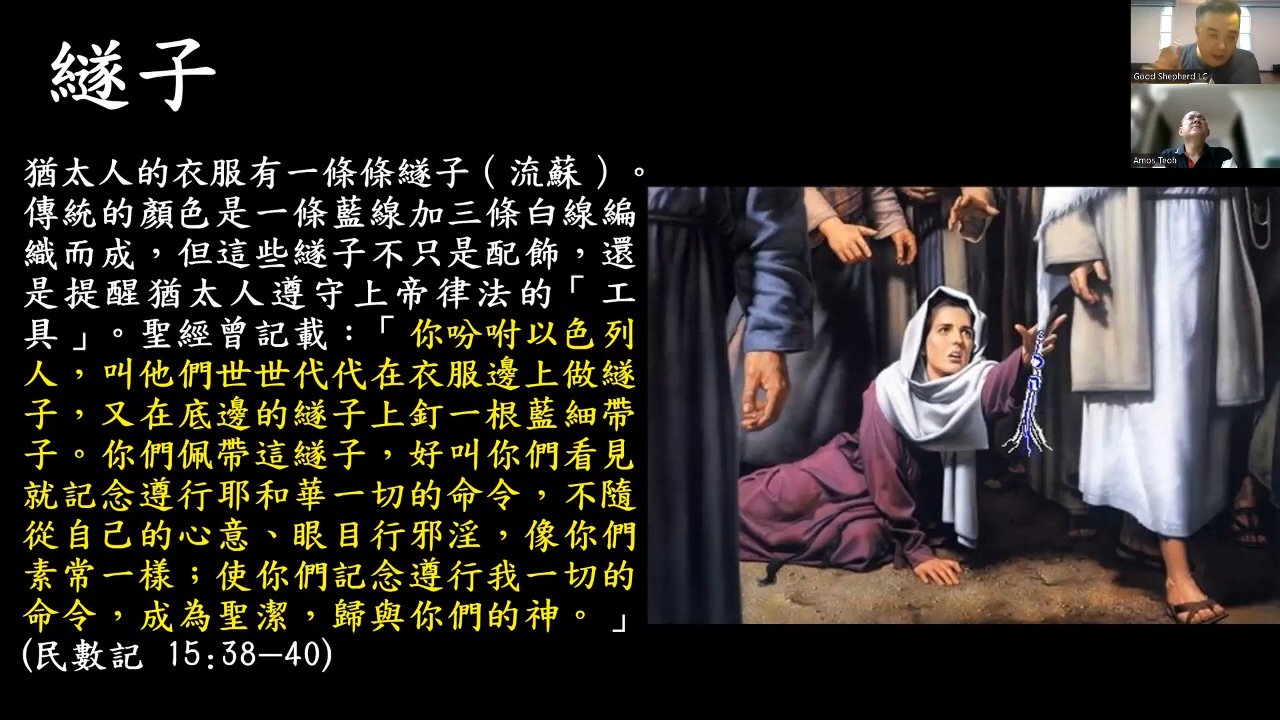 繸子
猶太人的衣服有一條條繸子（流蘇）。
傳統的顏色是一條藍線加三條白線編
織而成，但這些繸子不只是配飾，還
是提醒猶太人遵守上帝律法的「工
具」。聖經曾記載：「你吩咐以色列
人，叫他們世世代代在衣服邊上做繸
子，又在底邊的繸子上釘一根藍細帶
子。你們佩帶這繸子，好叫你們看見
就記念遵行耶和華一切的命令，不隨
從自己的心意、眼目行邪淫，像你們
素常一樣；使你們記念遵行我一切的
命令，成為聖潔，歸與你們的神。」
(民數記 15:38—40)
Good Shepherd LC
Amos Teoh